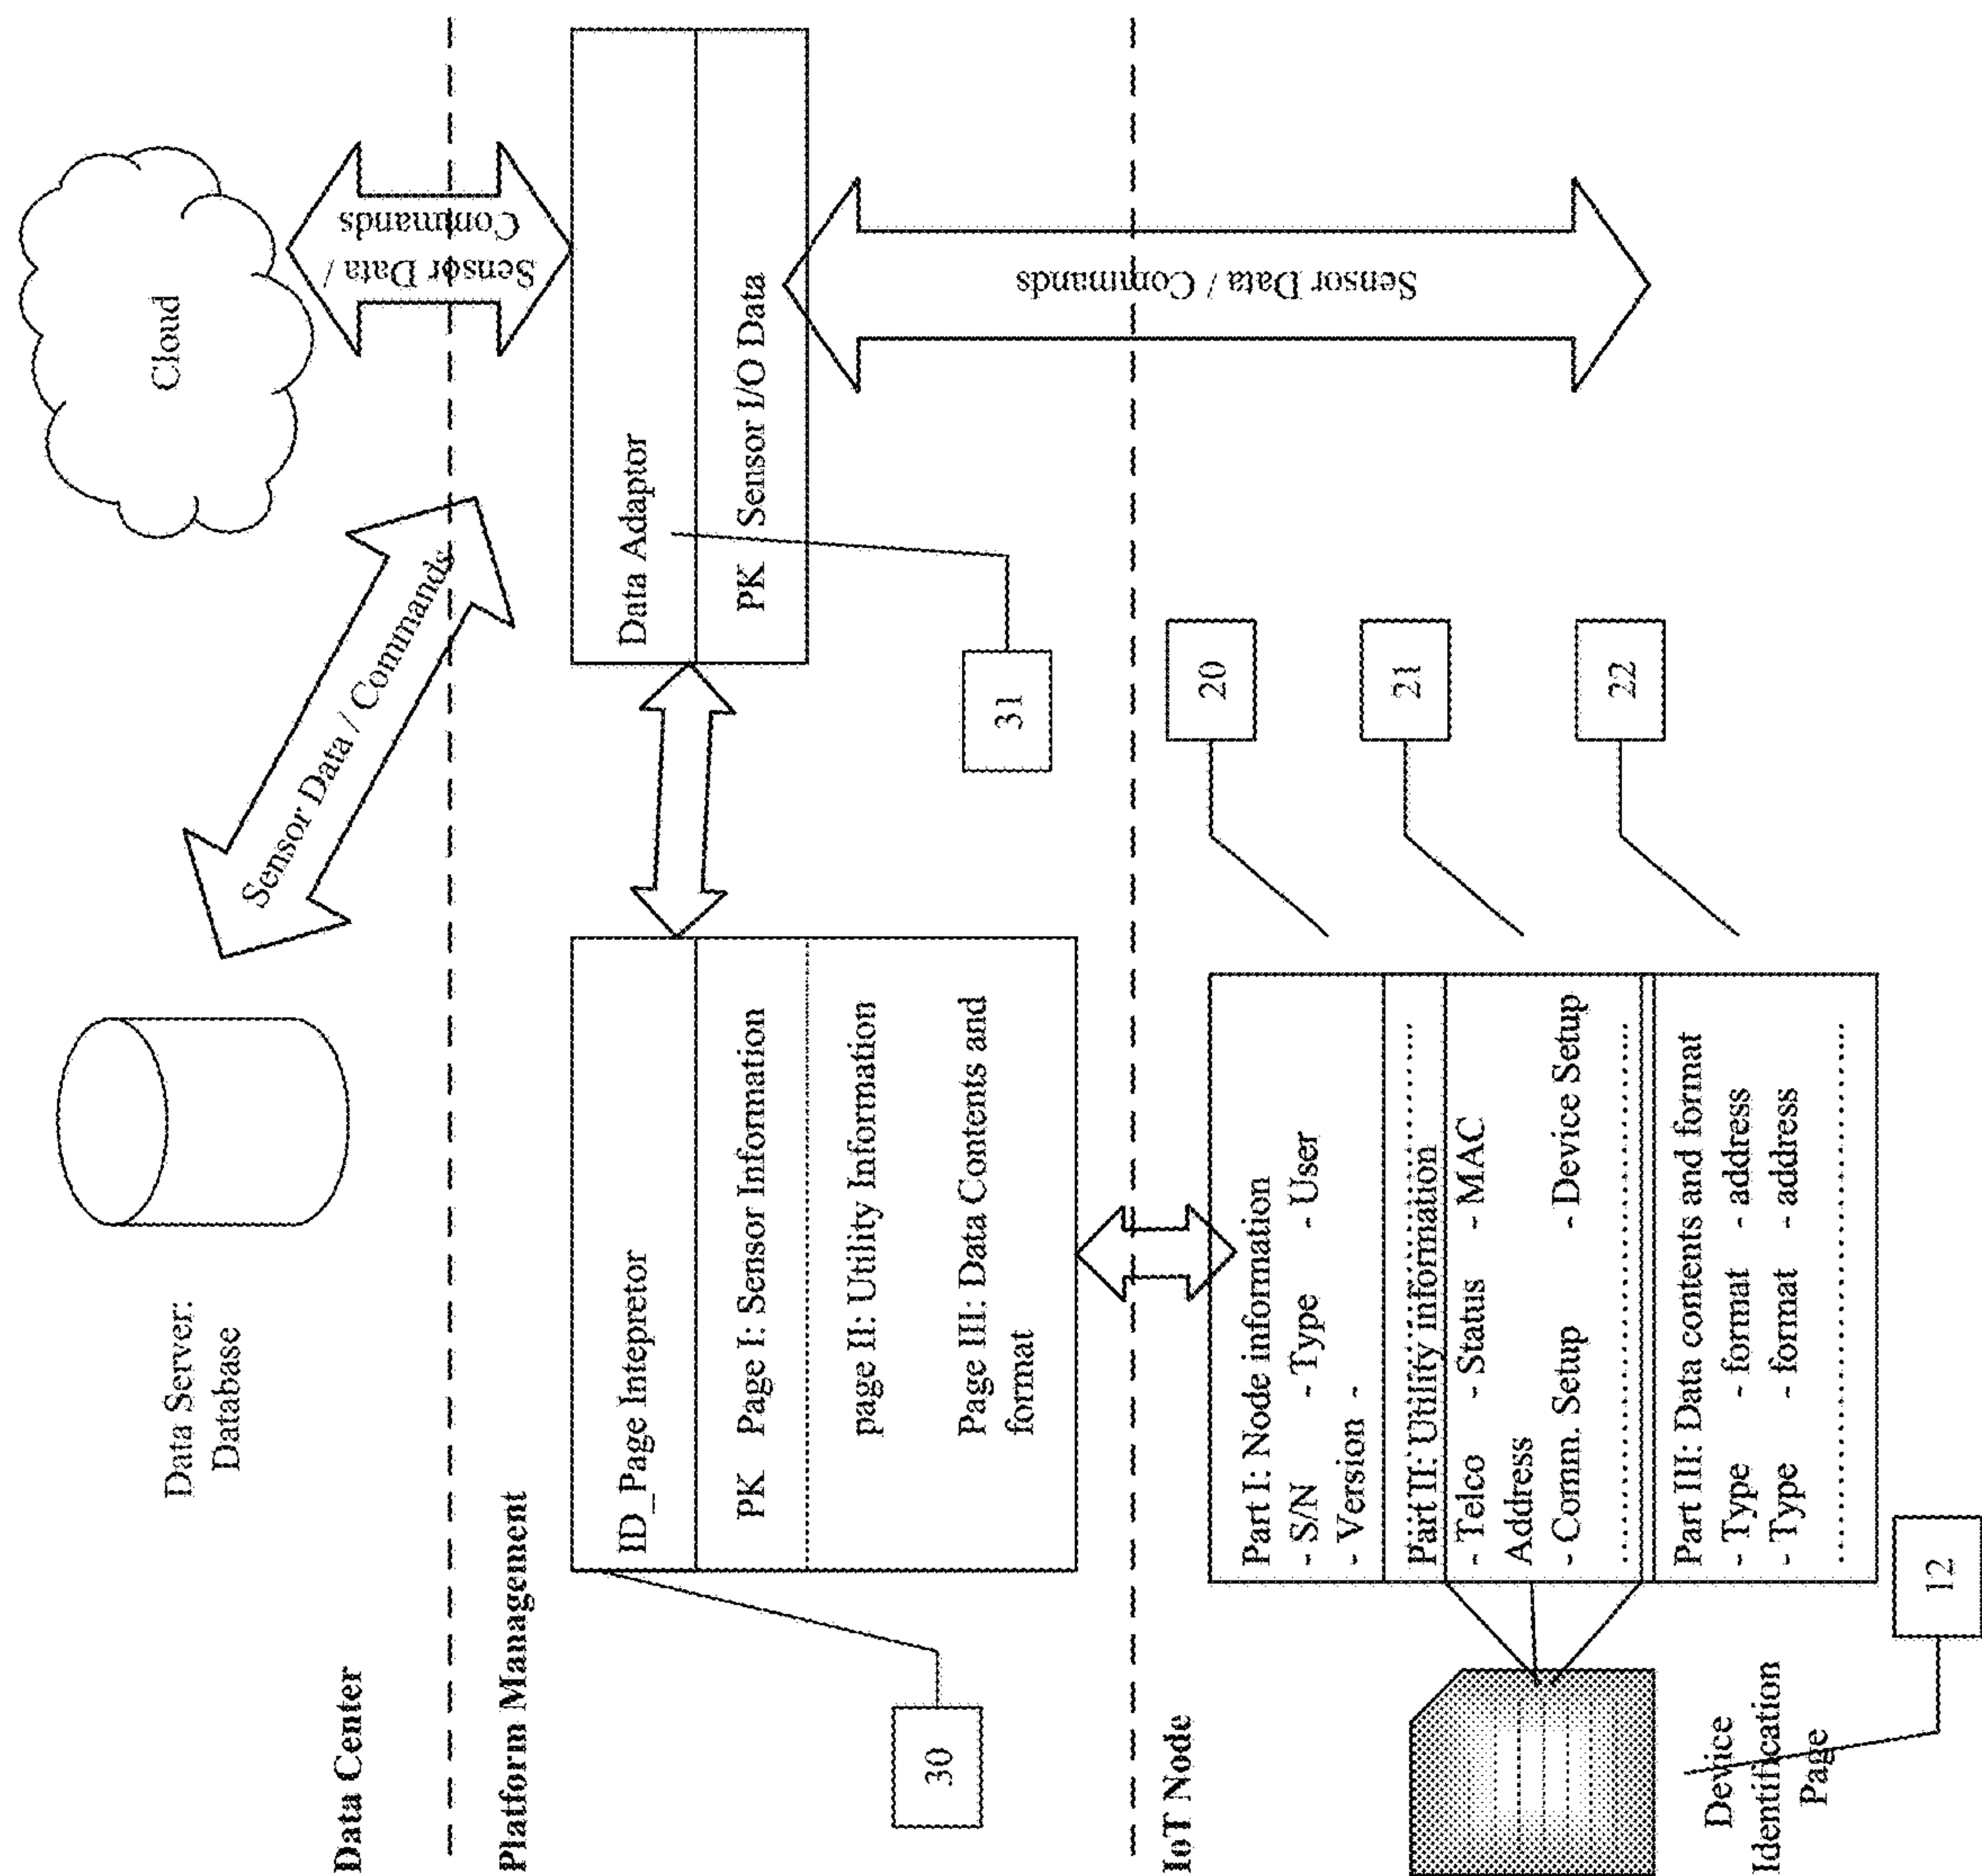 Data Center
Data Server:
Database
Cloud
Sensor Data / Commands
Sensor Data /
Commands
Platform Management
ID_Page Intepretor
PK Page I: Sensor Information
page II: Utility Information
Page III: Data Contents and
format
30
Data Adaptor
PK Sensor I/O Data
31
Sensor Data / Commands
IoT Node
Part I: Node information
- S/N - Type - User
- Version -
Part II: Utility information
- Telco - Status - MAC
Address
- Comm. Setup - Device Setup
Part III: Data contents and format
- Type - format - address
- Type - format - address
20
21
22
Device
Identification
Page
12